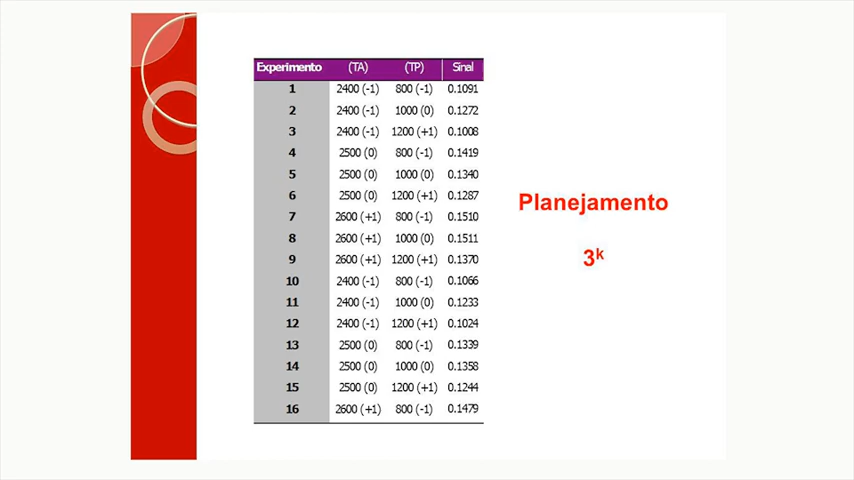 Experimento (TA) (TP) Sinal
1 2400 (-1) 800 (-1) 0.1091
2 2400 (-1) 1000 (0) 0.1272
3 2400 (-1) 1200 (+1) 0.1008
4 2500 (0) 800 (-1) 0.1419
5 2500 (0) 1000 (0) 0.1340
6 2500 (0) 1200 (+1) 0.1287
7 2600 (+1) 800 (-1) 0.1510
8 2600 (+1) 1000 (0) 0.1511
9 2600 (+1) 1200 (+1) 0.1370
10 2400 (-1) 800 (-1) 0.1066
11 2400 (-1) 1000 (0) 0.1233
12 2400 (-1) 1200 (+1) 0.1024
13 2500 (0) 800 (-1) 0.1339
14 2500 (0) 1000 (0) 0.1358
15 2500 (0) 1200 (+1) 0.1244
16 2600 (+1) 800 (-1) 0.1479
Planejamento
3ᵏ